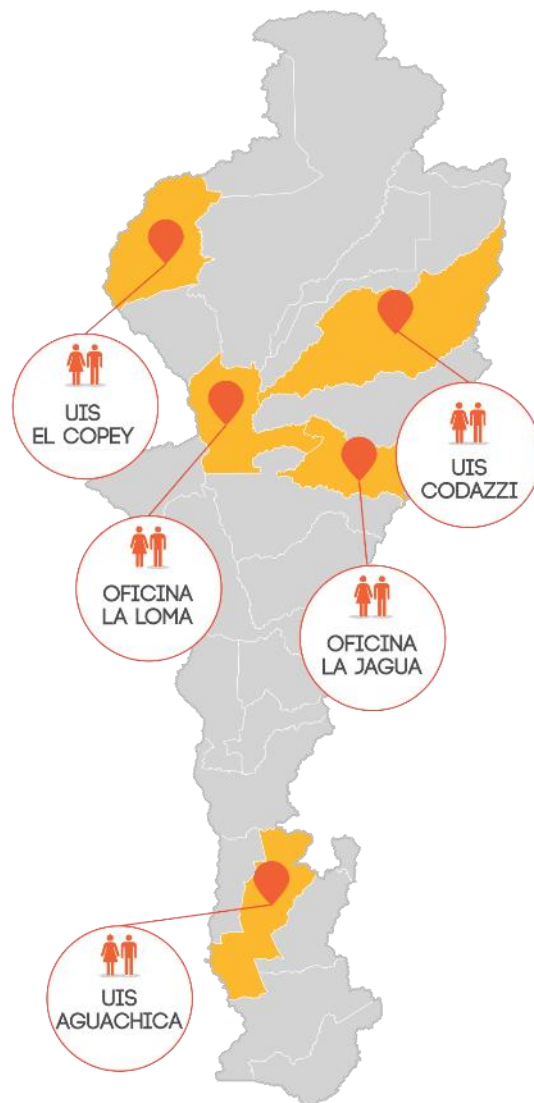 UIS
EL COPEY
UIS
CODAZZI
OFICINA
LA LOMA
OFICINA
LA JAGUA
UIS
AGUACHICA